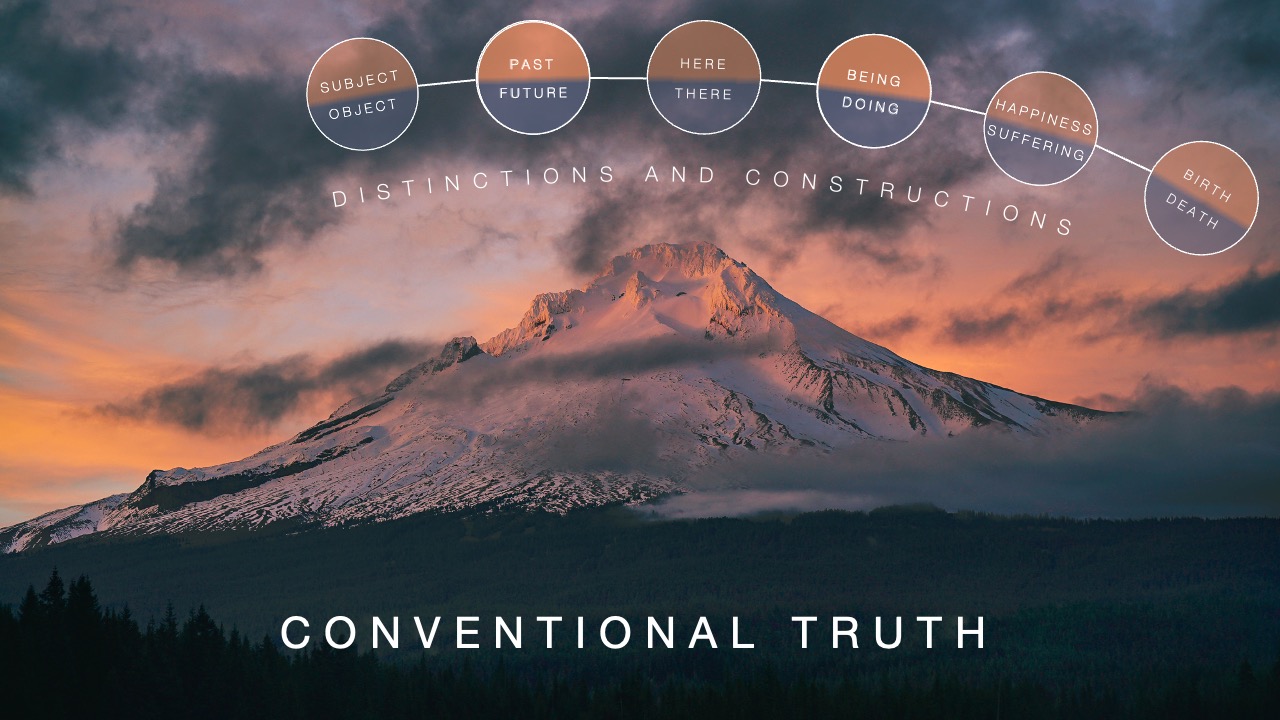 SUBJECT
OBJECT
PAST
FUTURE
HERE
THERE
BEING
DOING
HAPPINESS
SUFFERING
BIRTH
DEATH
DISTINCTIONS AND CONSTRUCTIONS
CONVENTIONAL TRUTH